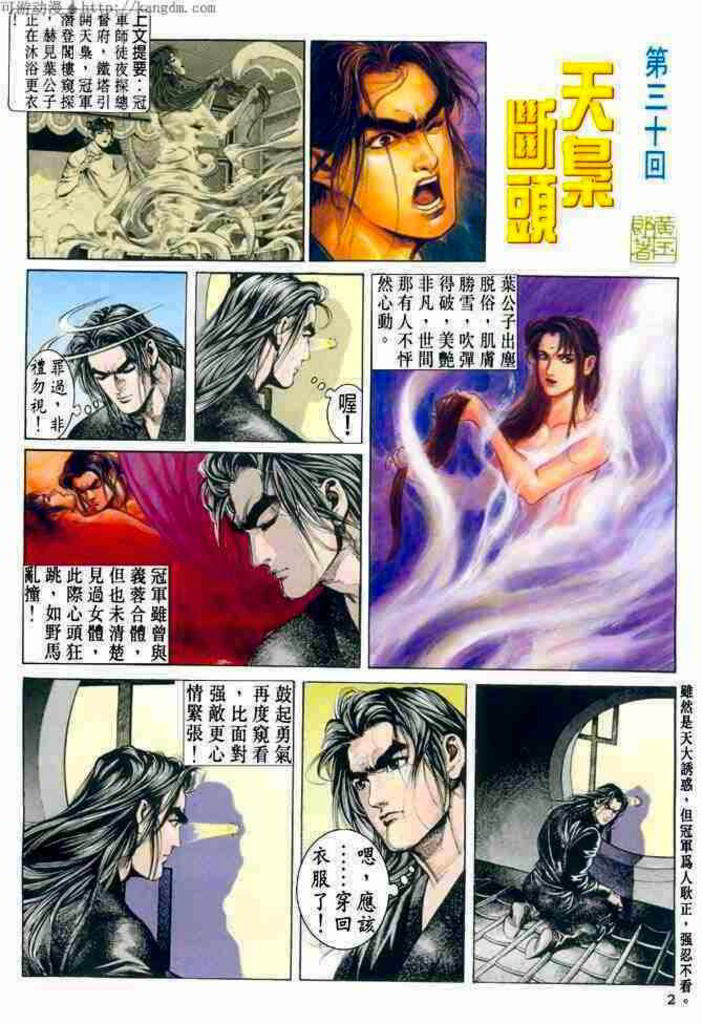 可游动漫 http://kangdm.com
第三十回
天梟
斷頭
黃玉
郎著
上文提要：冠
軍師徒夜探總
督府，鐵塔引
開天梟，冠軍
潛登閣樓窺探
，赫見葉公子
正在沐浴更衣
！
葉公子出塵
脫俗，肌膚
勝雪，吹彈
得破，美艷
非凡，世間
那有人不怦
然心動。
喔！
罪過，非
禮勿視！
冠軍雖曾與
義蓉合體，
但也未清楚
見過女體，
此際心頭狂
跳，如野馬
亂撞！
鼓起勇氣
再度窺看
，比面對
强敵更心
情緊張！
嗯，應該
……穿回
衣服了！
雖然是天大誘惑，但冠軍爲人耿正，强忍不看。
2